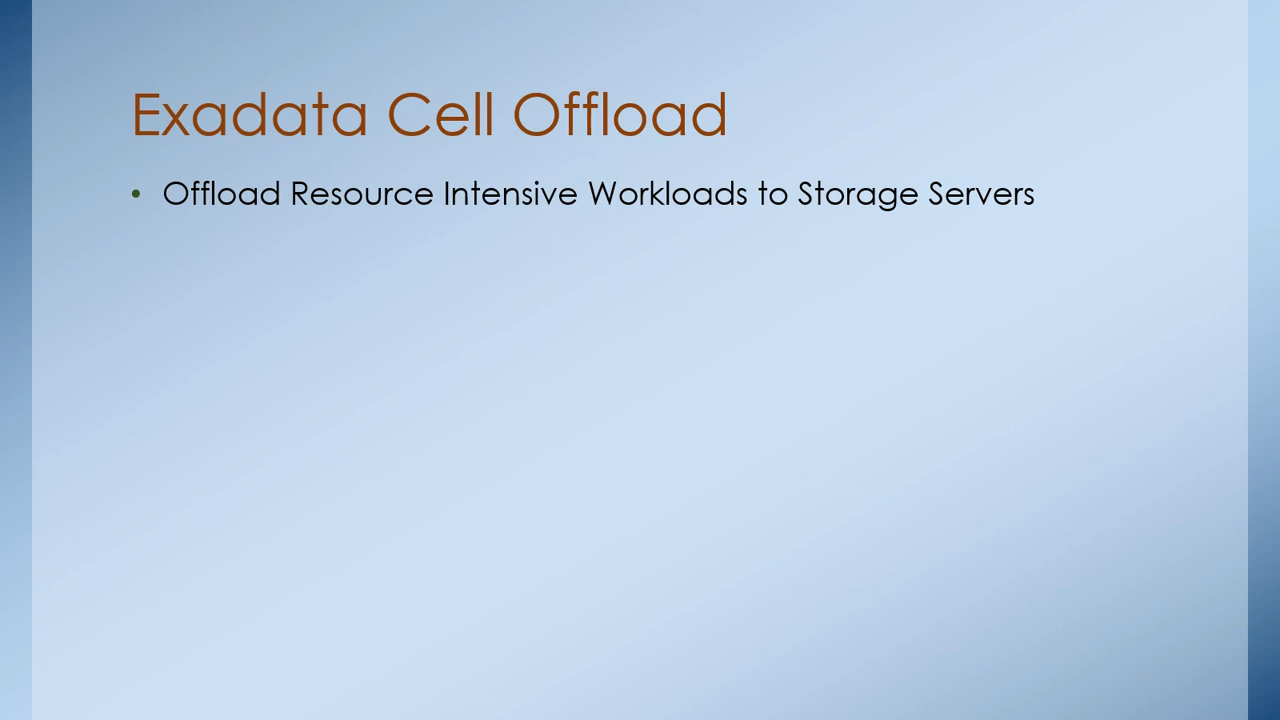 Exadata Cell Offload
• Offload Resource Intensive Workloads to Storage Servers